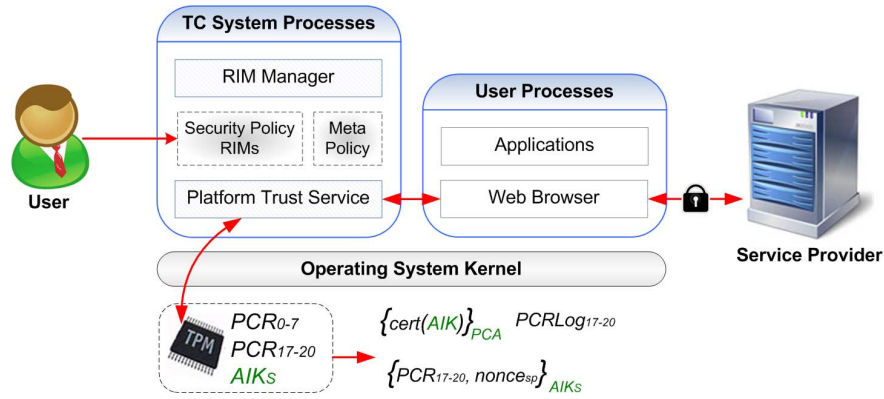 TC System Processes
RIM Manager
Security Policy
RIMs
Meta
Policy
Platform Trust Service
User Processes
Applications
Web Browser
User
Service Provider
Operating System Kernel
TPM
PCR0-7
PCR17-20
AIKS
{cert(AIK)}PCA
PCRLog17-20
{PCR17-20, noncesp}AIKS